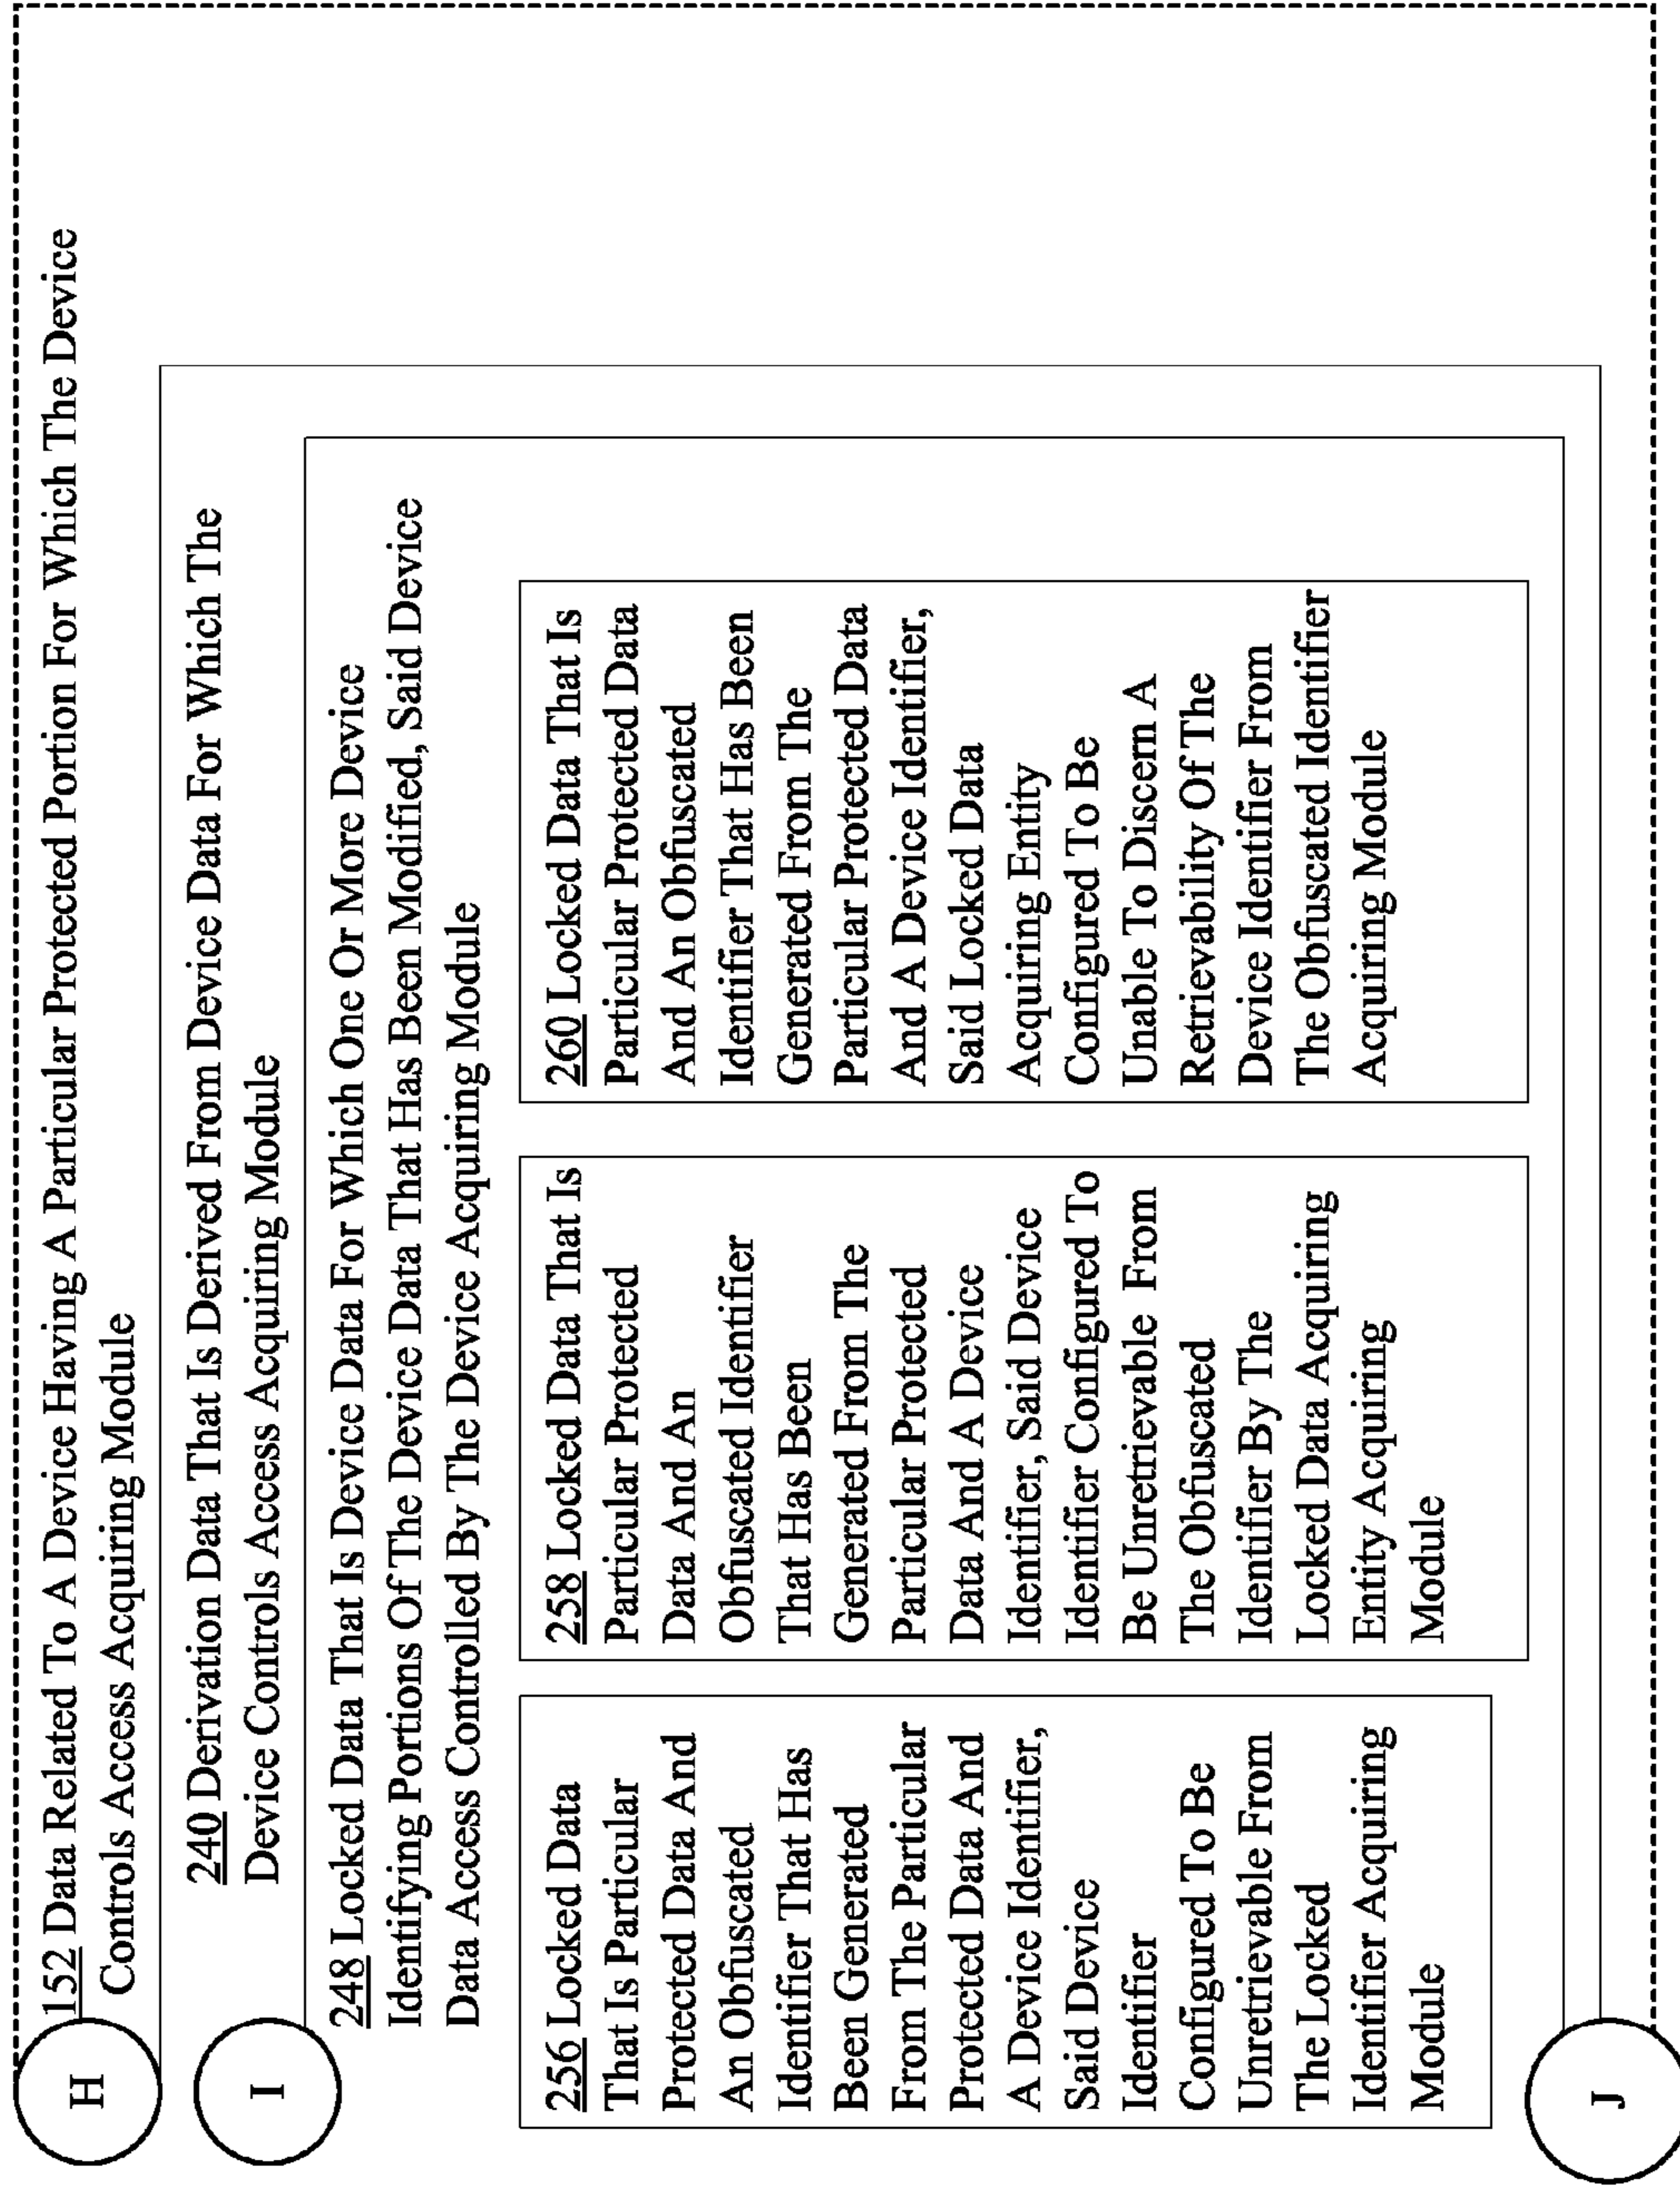 H
152 Data Related To A Device Having A Particular Protected Portion For Which The Device
Controls Access Acquiring Module
I
240 Derivation Data That Is Derived From Device Data For Which The
Device Controls Access Acquiring Module
248 Locked Data That Is Device Data For Which One Or More Device
Identifying Portions Of The Device Data That Has Been Modified, Said Device
Data Access Controlled By The Device Acquiring Module
256 Locked Data
That Is Particular
Protected Data And
An Obfuscated
Identifier That Has
Been Generated
From The Particular
Protected Data And
A Device Identifier,
Said Device
Identifier
Configured To Be
Unretrievable From
The Locked
Identifier Acquiring
Module
258 Locked Data That Is
Particular Protected
Data And An
Obfuscated Identifier
That Has Been
Generated From The
Particular Protected
Data And A Device
Identifier, Said Device
Identifier Configured To
Be Unretrievable From
The Obfuscated
Identifier By The
Locked Data Acquiring
Entity Acquiring
Module
260 Locked Data That Is
Particular Protected Data
And An Obfuscated
Identifier That Has Been
Generated From The
Particular Protected Data
And A Device Identifier,
Said Locked Data
Acquiring Entity
Configured To Be
Unable To Discern A
Retrievability Of The
Device Identifier From
The Obfuscated Identifier
Acquiring Module
J